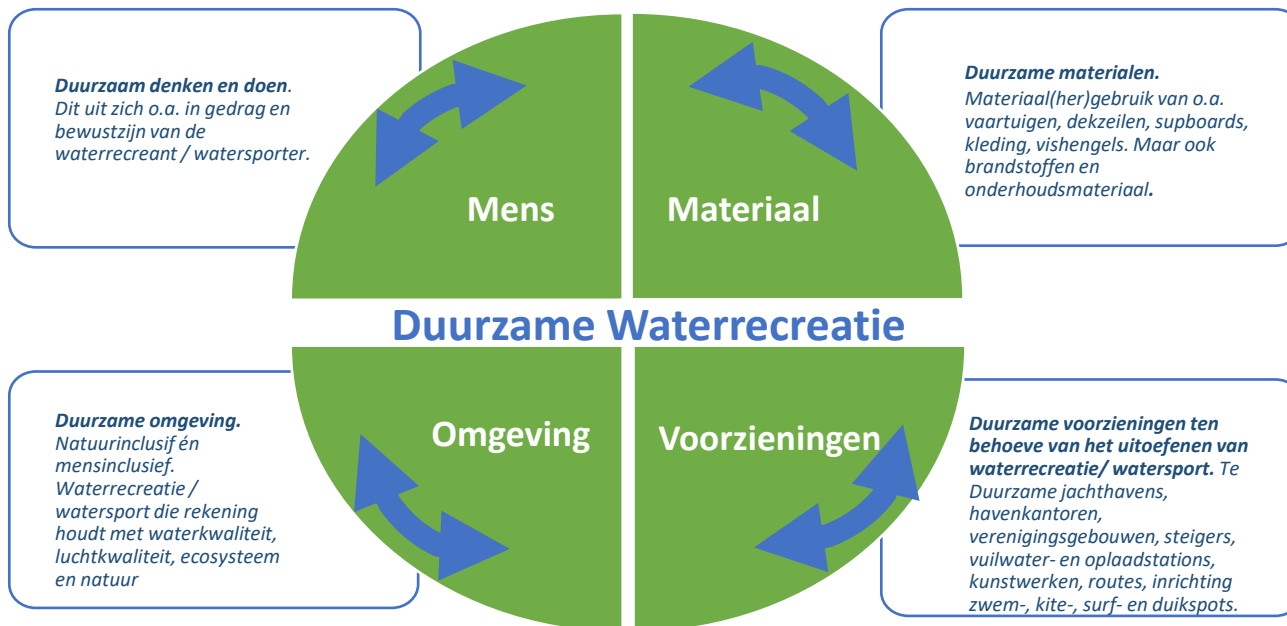 Duurzaam denken en doen.
Dit uit zich o.a. in gedrag en
bewustzijn van de
waterrecreant / watersporter.
Mens
Materiaal
Duurzame materialen.
Materiaal(her)gebruik van o.a.
vaartuigen, dekzeilen, supboards,
kleding, vishengels. Maar ook
brandstoffen en
onderhoudsmateriaal.
Duurzame Waterrecreatie
Duurzame omgeving.
Natuurinclusif én
mensinclusief.
Waterrecreatie /
watersport die rekening
houdt met waterkwaliteit,
luchtkwaliteit, ecosysteem
en natuur
Omgeving
Voorzieningen
Duurzame voorzieningen ten
behoeve van het uitoefenen van
waterrecreatie/ watersport. Te
Duurzame jachthavens,
havenkantoren,
verenigingsgebouwen, steigers,
vuilwater- en oplaadstations,
kunstwerken, routes, inrichting
zwem-, kite-, surf- en duikspots.